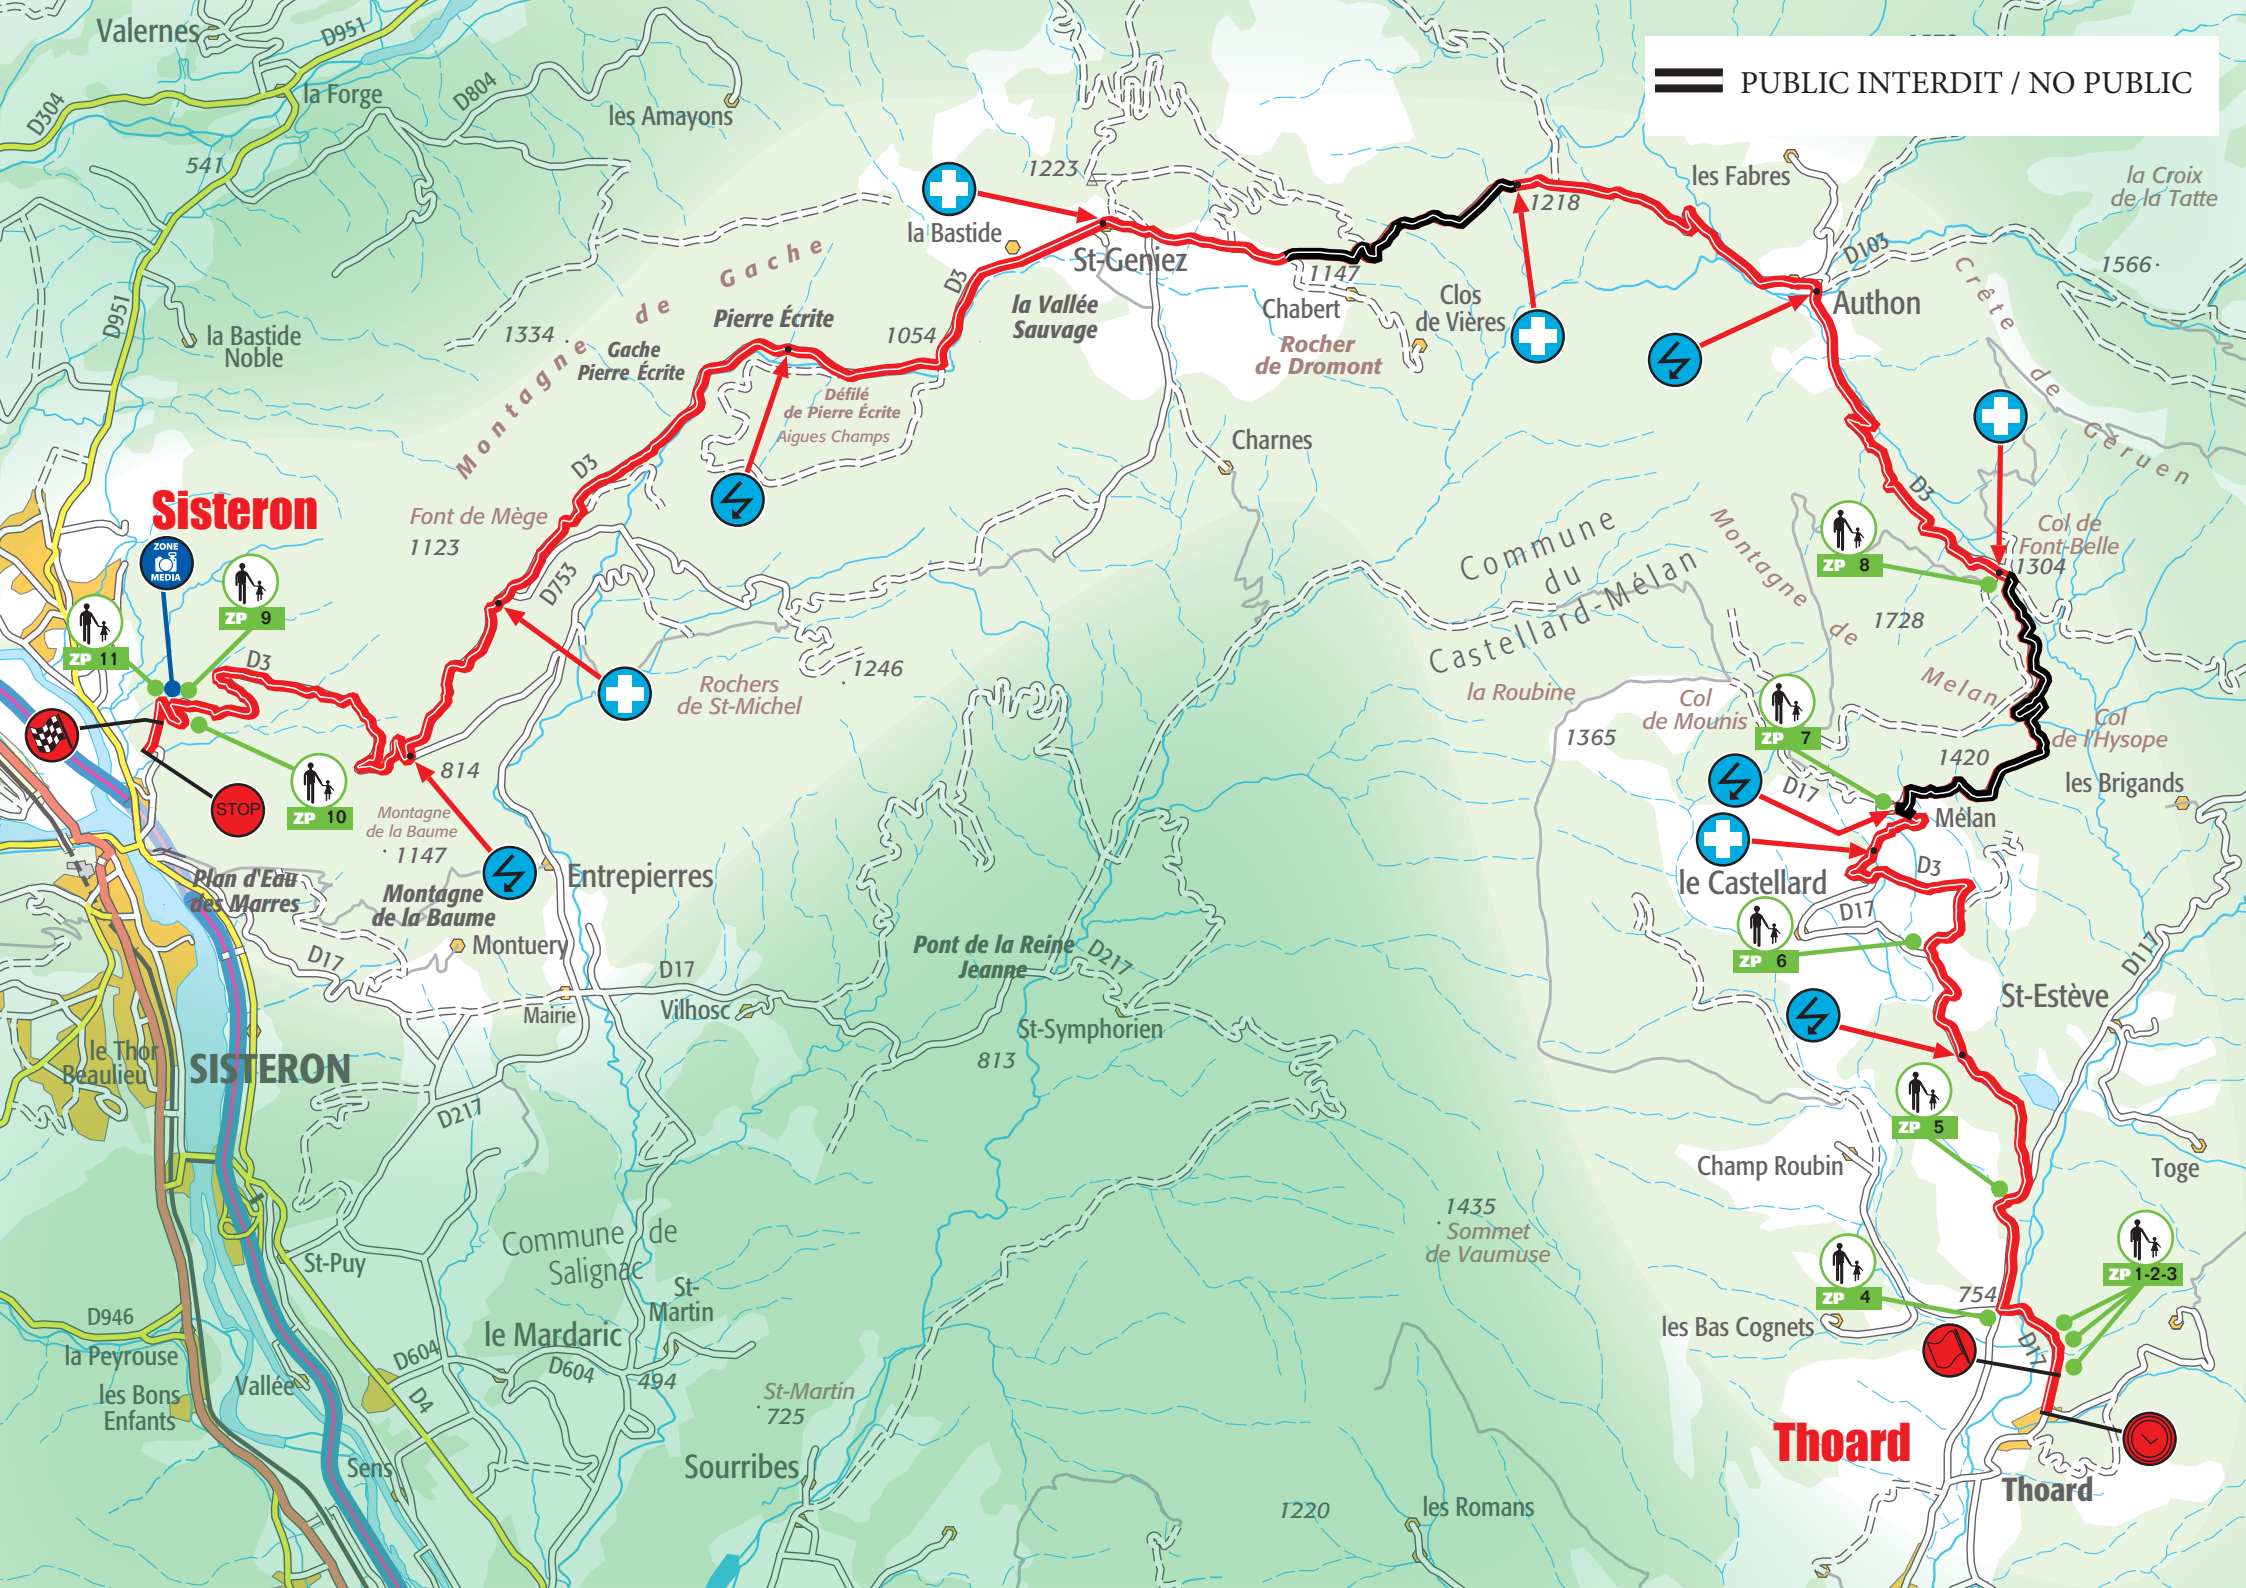 PUBLIC INTERDIT / NO PUBLIC
Valernes
D951
la Forge
D304
D804
les Amayons
541
D951
la Bastide
Noble
1223
la Bastide
St-Geniez
D3
la Vallée
Sauvage
1147
Chabert
Rocher
de Dromont
Clos
de Vières
1218
les Fabres
la Croix
de la Tatte
D103
1566
Authon
Crête de Géruen
Montagne de Gache
1334
Gache
Pierre Écrite
Pierre Écrite
1054
Défilé
de Pierre Écrite
Aigues Champs
D3
Charnes
D3
Col de
Font-Belle
1304
ZP 8
Sisteron
ZONE
MEDIA
ZP 9
ZP 11
Font de Mège
1123
D753
D3
1246
Rochers
de St-Michel
Commune
du
Castellard-Mélan
Montagne de Melan
1728
la Roubine
Col
de Mounis
1365
ZP 7
Col
de l'Hysope
1420
les Brigands
D17
Mélan
STOP
ZP 10
814
Montagne
de la Baume
1147
Montagne
de la Baume
Entrepierres
Plan d'Eau
des Marres
Montuery
D17
Mairie
D17
Vilhosc
Pont de la Reine
Jeanne
D217
St-Symphorien
813
D3
le Castellard
D17
ZP 6
St-Estève
D117
ZP 5
Champ Roubin
Toge
le Thor
Beaulieu
SISTERON
D217
1435
Sommet
de Vaumuse
ZP 4
754
les Bas Cognets
ZP 1-2-3
D17
Commune de
Salignac
St-Puy
St-
Martin
le Mardaric
D946
la Peyrouse
D604
D604
494
les Bons
Enfants
Vallée
D4
St-Martin
725
Sens
Sourribes
1220
les Romans
Thoard
Thoard